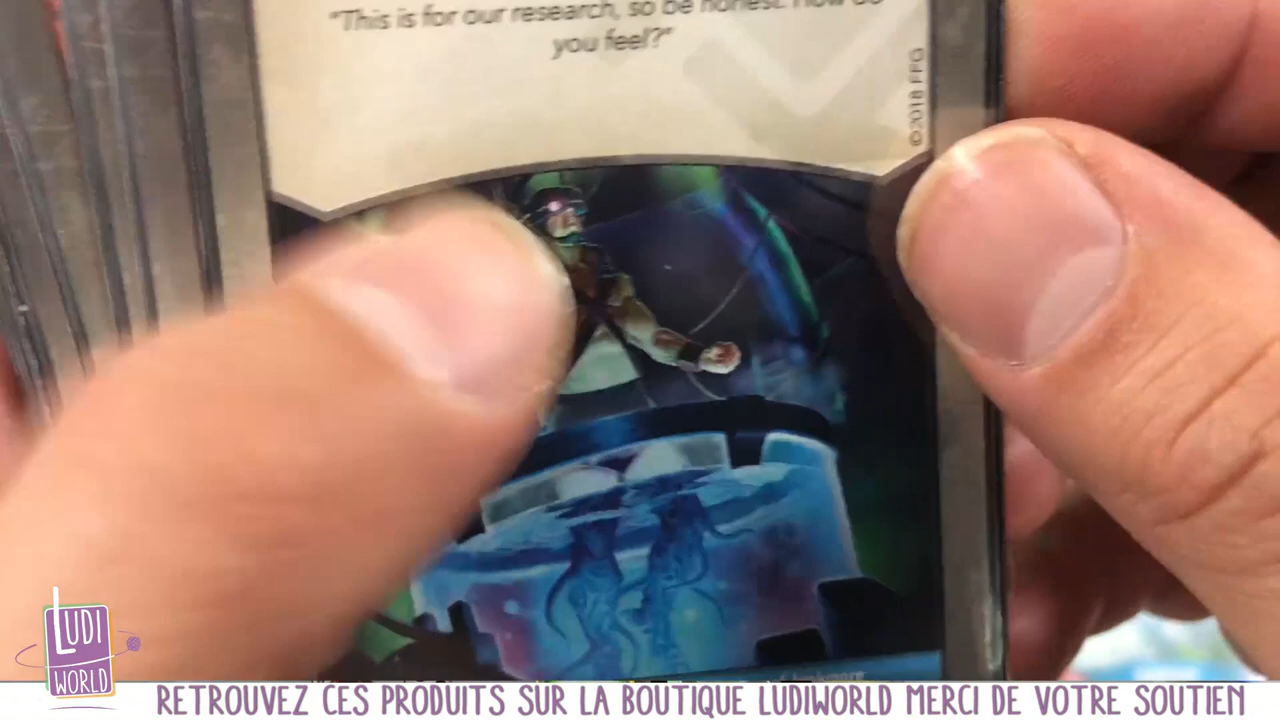 "This is for our research, so be honest. How do
you feel?"
©2018 FFG
LUDI
WORLD
RETROUVEZ CES PRODUITS SUR LA BOUTIQUE LUDIWORLD MERCI DE VOTRE SOUTIEN